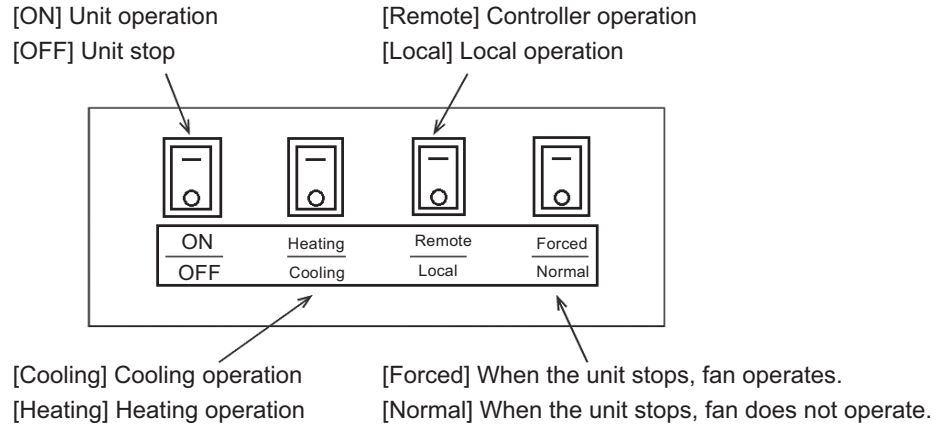 [ON] Unit operation
[OFF] Unit stop
[Remote] Controller operation
[Local] Local operation
ON
OFF
Heating
Cooling
Remote
Local
Forced
Normal
[Cooling] Cooling operation
[Heating] Heating operation
[Forced] When the unit stops, fan operates.
[Normal] When the unit stops, fan does not operate.